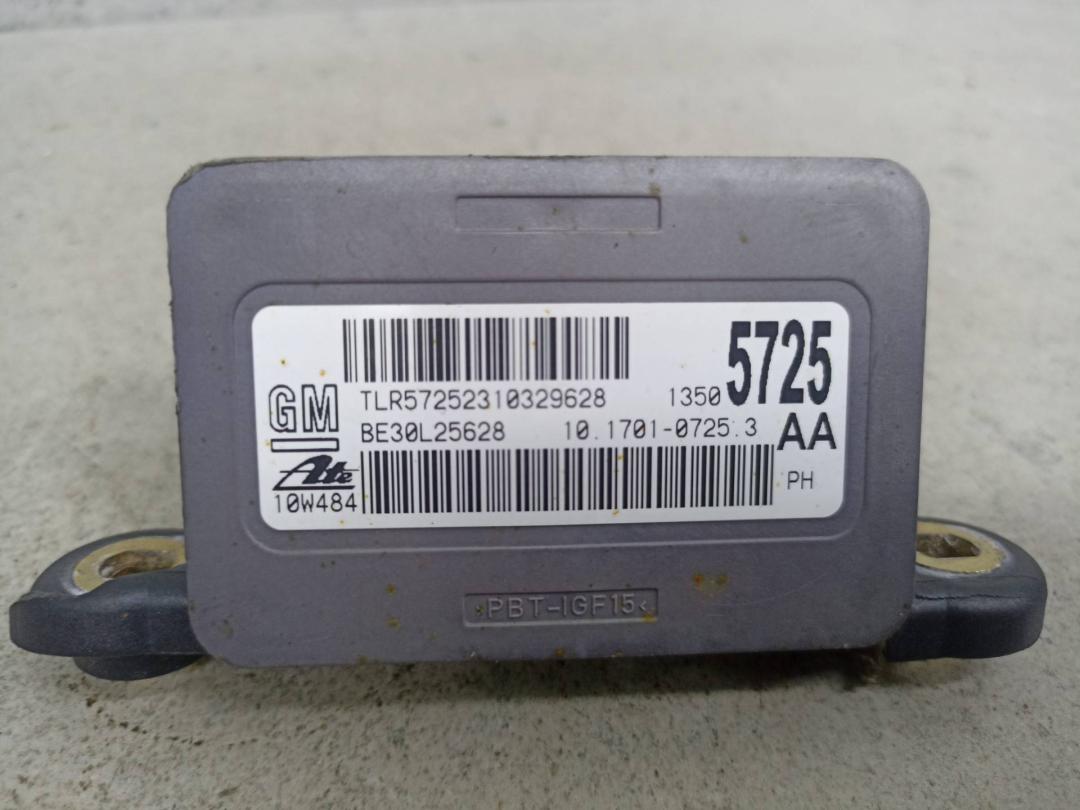 GM
TLR57252310329628
1350 5725
BE30L25628
10.1701-0725.3
AA
Ate
10W484
PH
>PBT-IGF15<